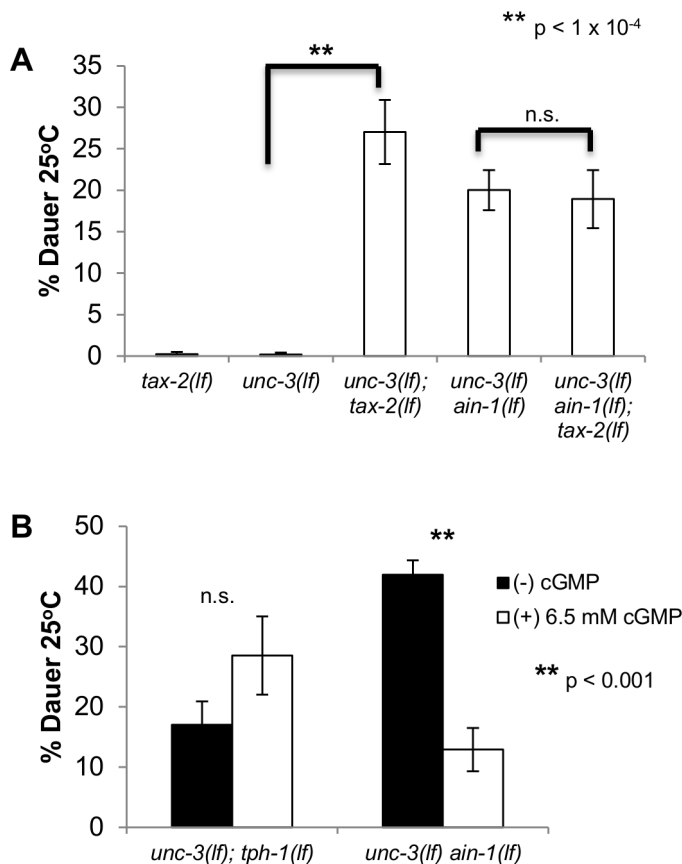 ** p < 1 x 10-4
A
**
n.s.
% Dauer 25oC
35
30
25
20
15
10
5
0
tax-2(lf)
unc-3(lf)
unc-3(lf);
tax-2(lf)
unc-3(lf)
ain-1(lf)
unc-3(lf)
ain-1(lf);
tax-2(lf)
B
% Dauer 25oC
50
40
30
20
10
0
n.s.
**
(-) cGMP
(+) 6.5 mM cGMP
** p < 0.001
unc-3(lf); tph-1(lf)
unc-3(lf) ain-1(lf)